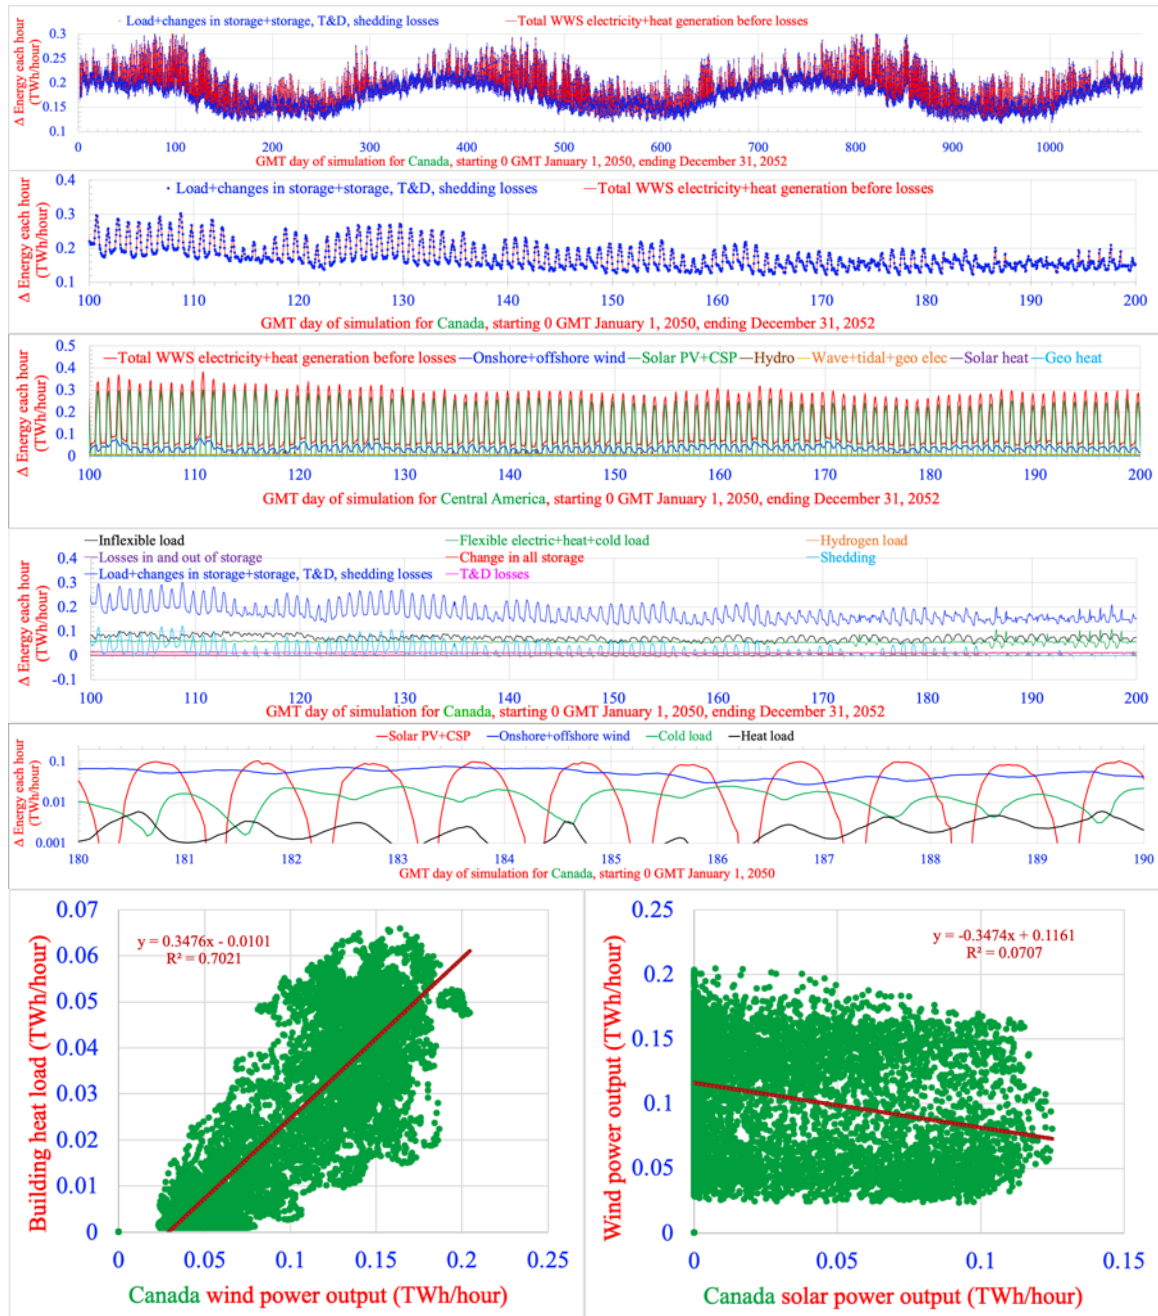 Load+changes in storage+storage, T&D, shedding losses —Total WWS electricity+heat generation before losses
Δ Energy each hour
(TWh/hour)
0.3
0.25
0.2
0.15
0.1
0 100 200 300 400 500 600 700 800 900 1000
GMT day of simulation for Canada, starting 0 GMT January 1, 2050, ending December 31, 2052
• Load+changes in storage+storage, T&D, shedding losses —Total WWS electricity+heat generation before losses
Δ Energy each hour
(TWh/hour)
0.4
0.3
0.2
0.1
100 110 120 130 140 150 160 170 180 190 200
GMT day of simulation for Canada, starting 0 GMT January 1, 2050, ending December 31, 2052
—Total WWS electricity+heat generation before losses —Onshore+offshore wind —Solar PV+CSP —Hydro —Wave+tidal+geo elec —Solar heat —Geo heat
Δ Energy each hour
(TWh/hour)
0.5
0.4
0.3
0.2
0.1
0
100 110 120 130 140 150 160 170 180 190 200
GMT day of simulation for Central America, starting 0 GMT January 1, 2050, ending December 31, 2052
—Inflexible load —Flexible electric+heat+cold load —Hydrogen load
—Losses in and out of storage —Change in all storage —Shedding
—Load+changes in storage+storage, T&D, shedding losses —T&D losses
Δ Energy each hour
(TWh/hour)
0.4
0.3
0.2
0.1
0
-0.1
100 110 120 130 140 150 160 170 180 190 200
GMT day of simulation for Canada, starting 0 GMT January 1, 2050, ending December 31, 2052
—Solar PV+CSP —Onshore+offshore wind —Cold load —Heat load
Δ Energy each hour
(TWh/hour)
0.1
0.01
0.001
180 181 182 183 184 185 186 187 188 189 190
GMT day of simulation for Canada, starting 0 GMT January 1, 2050
Building heat load (TWh/hour)
0.07
0.06
0.05
0.04
0.03
0.02
0.01
0
y = 0.3476x - 0.0101
R² = 0.7021
0 0.05 0.1 0.15 0.2 0.25
Canada wind power output (TWh/hour)
Wind power output (TWh/hour)
0.25
0.2
0.15
0.1
0.05
0
y = -0.3474x + 0.1161
R² = 0.0707
0 0.05 0.1 0.15
Canada solar power output (TWh/hour)